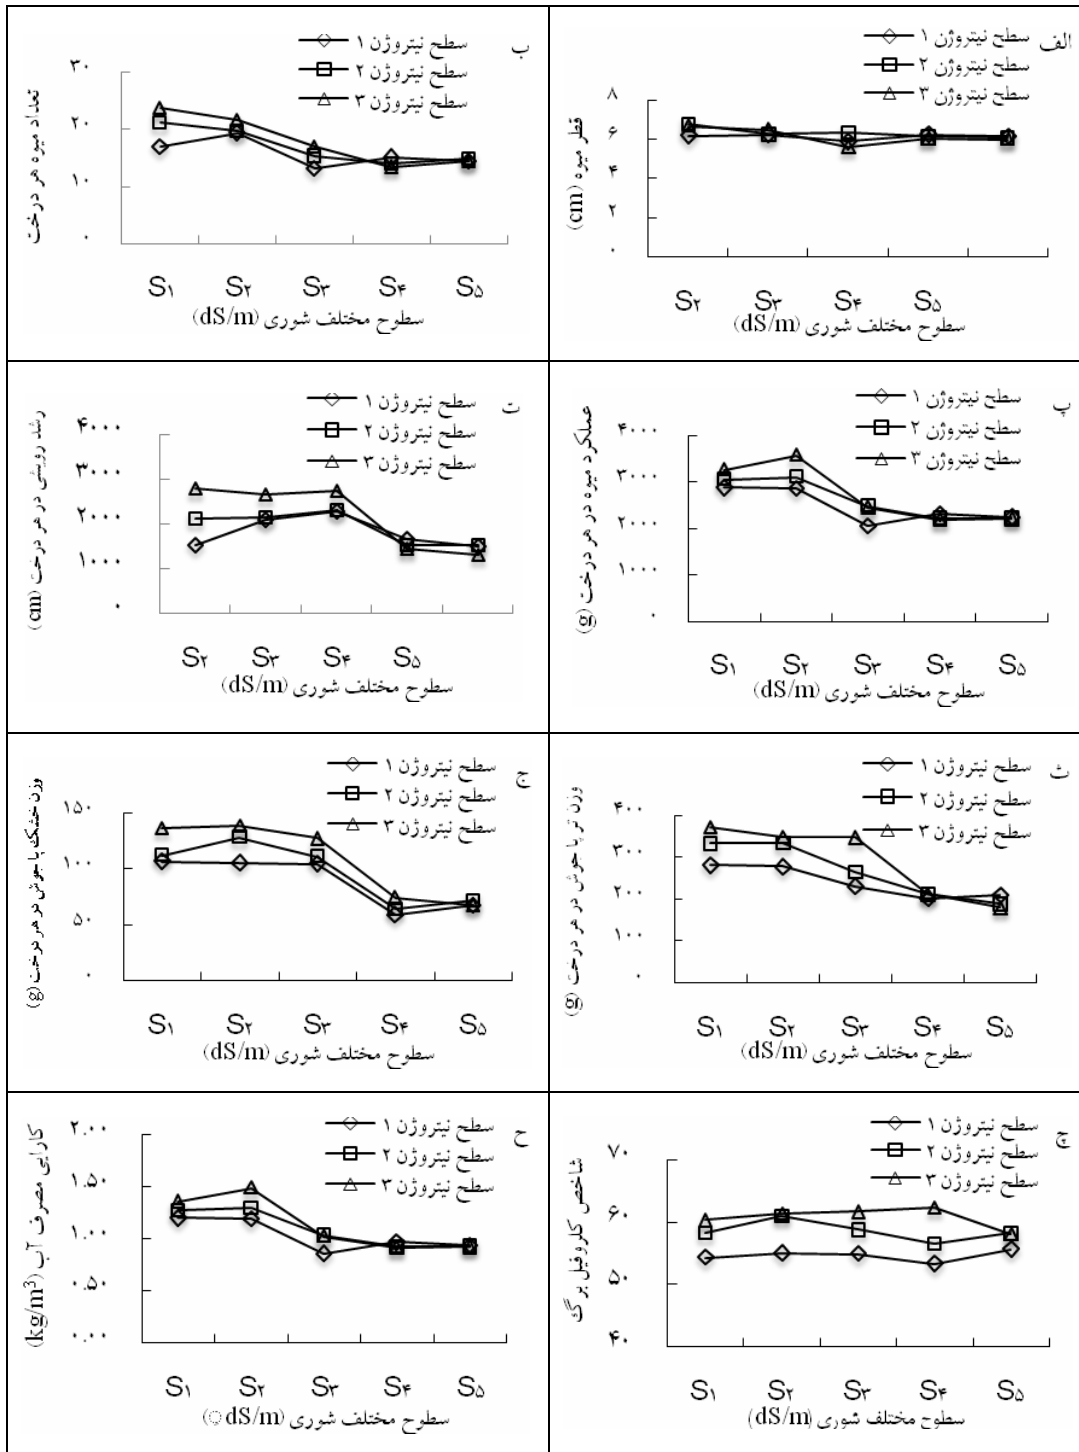 الف
سطح نیتروژن ۱
سطح نیتروژن ۲
سطح نیتروژن ۳
قطر میوه (cm)
۸
۶
۴
۲
۰
S۲ S۳ S۴ S۵
سطوح مختلف شوری (dS/m)
ب
سطح نیتروژن ۱
سطح نیتروژن ۲
سطح نیتروژن ۳
تعداد میوه هر درخت
۳۰
۲۰
۱۰
۰
S۱ S۲ S۳ S۴ S۵
سطوح مختلف شوری (dS/m)
پ
سطح نیتروژن ۱
سطح نیتروژن ۲
سطح نیتروژن ۳
عملکرد میوه در هر درخت (g)
۴۰۰۰
۳۰۰۰
۲۰۰۰
۱۰۰۰
۰
S۱ S۲ S۳ S۴ S۵
سطوح مختلف شوری (dS/m)
ت
سطح نیتروژن ۱
سطح نیتروژن ۲
سطح نیتروژن ۳
رشد رویشی در هر درخت (cm)
۴۰۰۰
۳۰۰۰
۲۰۰۰
۱۰۰۰
۰
S۲ S۳ S۴ S۵
سطوح مختلف شوری (dS/m)
ث
سطح نیتروژن ۱
سطح نیتروژن ۲
سطح نیتروژن ۳
وزن تر پاجوش در هر درخت (g)
۴۰۰
۳۰۰
۲۰۰
۱۰۰
۰
S۱ S۲ S۳ S۴ S۵
سطوح مختلف شوری (dS/m)
ج
سطح نیتروژن ۱
سطح نیتروژن ۲
سطح نیتروژن ۳
وزن خشک پاجوش در هر درخت (g)
۱۵۰
۱۰۰
۵۰
۰
S۱ S۲ S۳ S۴ S۵
سطوح مختلف شوری (dS/m)
چ
سطح نیتروژن ۱
سطح نیتروژن ۲
سطح نیتروژن ۳
شاخص کلروفیل برگ
۷۰
۶۰
۵۰
۴۰
S۱ S۲ S۳ S۴ S۵
سطوح مختلف شوری (dS/m)
ح
سطح نیتروژن ۱
سطح نیتروژن ۲
سطح نیتروژن ۳
کارایی مصرف آب (kg/m³)
۲.۰۰
۱.۵۰
۱.۰۰
۰.۵۰
۰.۰۰
S۱ S۲ S۳ S۴ S۵
سطوح مختلف شوری (dS/m)